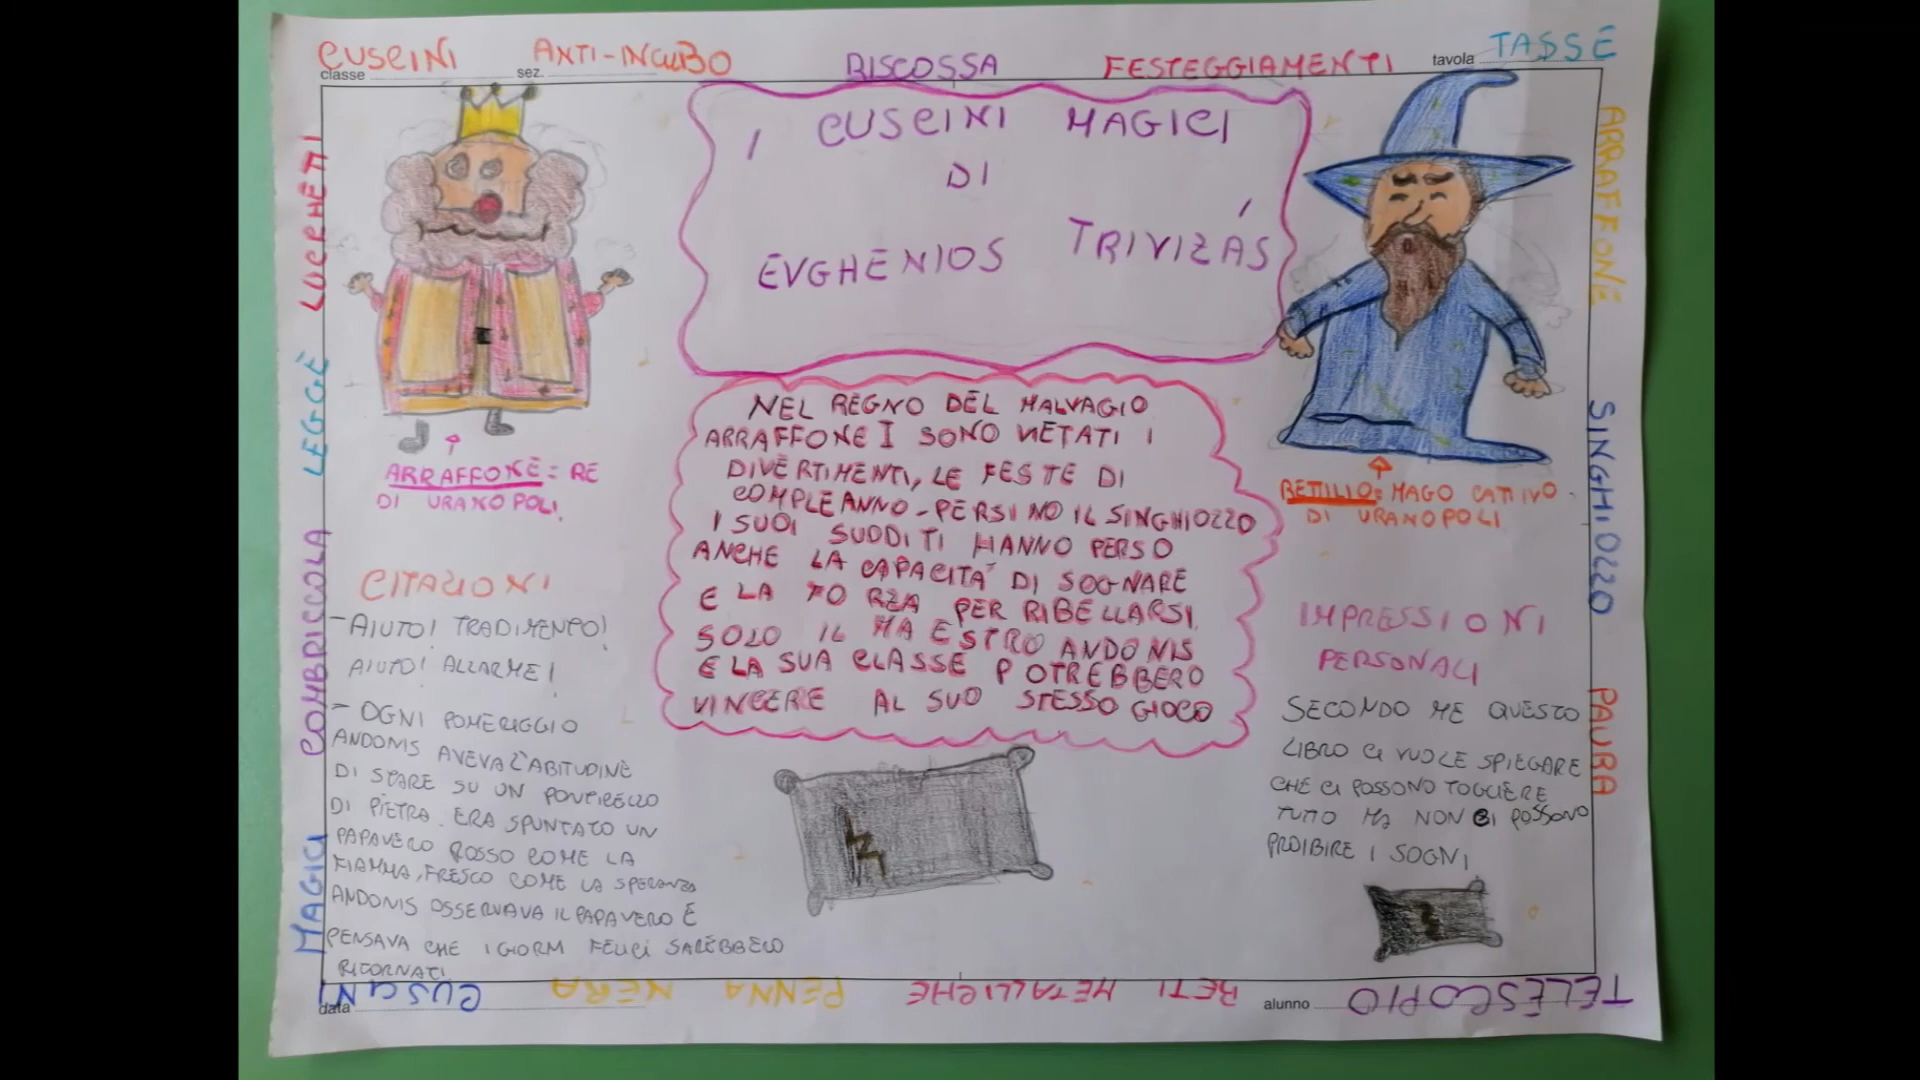 CUSCINI ANTI-INCUBO RISCOSSA FESTEGGIAMENTI TASSE
classe sez. tavola
I CUSCINI MAGICI
DI
EVGHENIOS TRIVIZÁS
ARRAFFONE = RE
DI URANOPOLI.
NEL REGNO DEL MALVAGIO
ARRAFFONE I SONO VIETATI I
DIVERTIMENTI, LE FESTE DI
COMPLEANNO-PERSINO IL SINGHIOZZO
I SUOI SUDDITI HANNO PERSO
ANCHE LA CAPACITÀ DI SOGNARE
E LA FORZA PER RIBELLARSI.
SOLO IL MAESTRO ANDONIS
E LA SUA CLASSE POTREBBERO
VINCERE AL SUO STESSO GIOCO
RETTILIO= MAGO CATTIVO
DI URANOPOLI
CITAZIONI
- AIUTO! TRADIMENTO!
AIUTO! ALLARME!
- OGNI POMERIGGIO
ANDONIS AVEVA L'ABITUDINE
DI STARE SU UN PONTICELLO
DI PIETRA. ERA SPUNTATO UN
PAPAVERO ROSSO COME LA
FIAMMA, FRESCO COME LA SPERANZA
ANDONIS OSSERVAVA IL PAPAVERO E
PENSAVA CHE I GIORNI FELICI SAREBBERO
RITORNATI
IMPRESSIONI
PERSONALI
SECONDO ME QUESTO
LIBRO CI VUOLE SPIEGARE
CHE CI POSSONO TOGLIERE
TUTTO MA NON CI POSSONO
PROIBIRE I SOGNI
ARRAFFONE SINGHIOZZO PAURA
TELESCOPIO RETI METALLICHE PENNA NERA CUSCINI
MAGICI COMBRICCOLA LEGGE LUCCHETI
data alunno